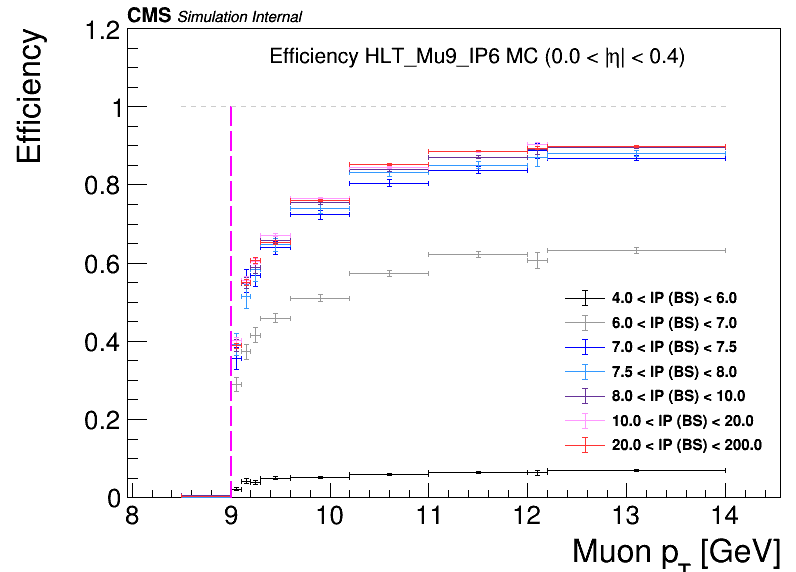 CMS Simulation Internal
Efficiency HLT_Mu9_IP6 MC (0.0 < |η| < 0.4)
Efficiency
1.2
1
0.8
0.6
0.4
0.2
0
4.0 < IP (BS) < 6.0
6.0 < IP (BS) < 7.0
7.0 < IP (BS) < 7.5
7.5 < IP (BS) < 8.0
8.0 < IP (BS) < 10.0
10.0 < IP (BS) < 20.0
20.0 < IP (BS) < 200.0
8 9 10 11 12 13 14
Muon p_T [GeV]